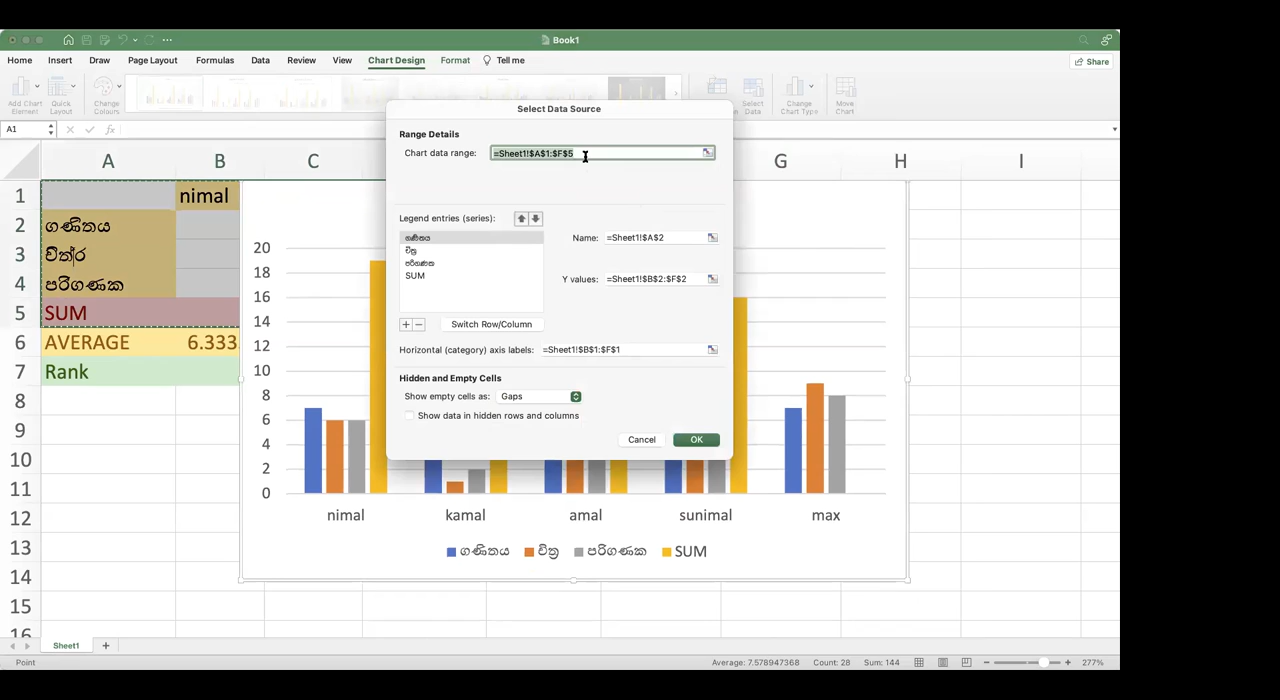 Book1
Home Insert Draw Page Layout Formulas Data Review View Chart Design Format Tell me Share
Add Chart Element Quick Layout Change Colours Select Data Change Chart Type Move Chart
A1 fx
Select Data Source
Range Details
Chart data range: =Sheet1!$A$1:$F$5
Legend entries (series):
ගණිතය
චිත්‍ර
පරිගණක
SUM
Name: =Sheet1!$A$2
Y values: =Sheet1!$B$2:$F$2
+ − Switch Row/Column
Horizontal (category) axis labels: =Sheet1!$B$1:$F$1
Hidden and Empty Cells
Show empty cells as: Gaps
Show data in hidden rows and columns
Cancel OK
A B C G H I
1 nimal
2 ගණිතය
3 චිත්‍ර
4 පරිගණක
5 SUM
6 AVERAGE 6.333
7 Rank
8
9
10
11
12
13
14
15
16
20
18
16
14
12
10
8
6
4
2
0
nimal kamal amal sunimal max
ගණිතය චිත්‍ර පරිගණක SUM
Sheet1 +
Point Average: 7.578947368 Count: 28 Sum: 144 277%